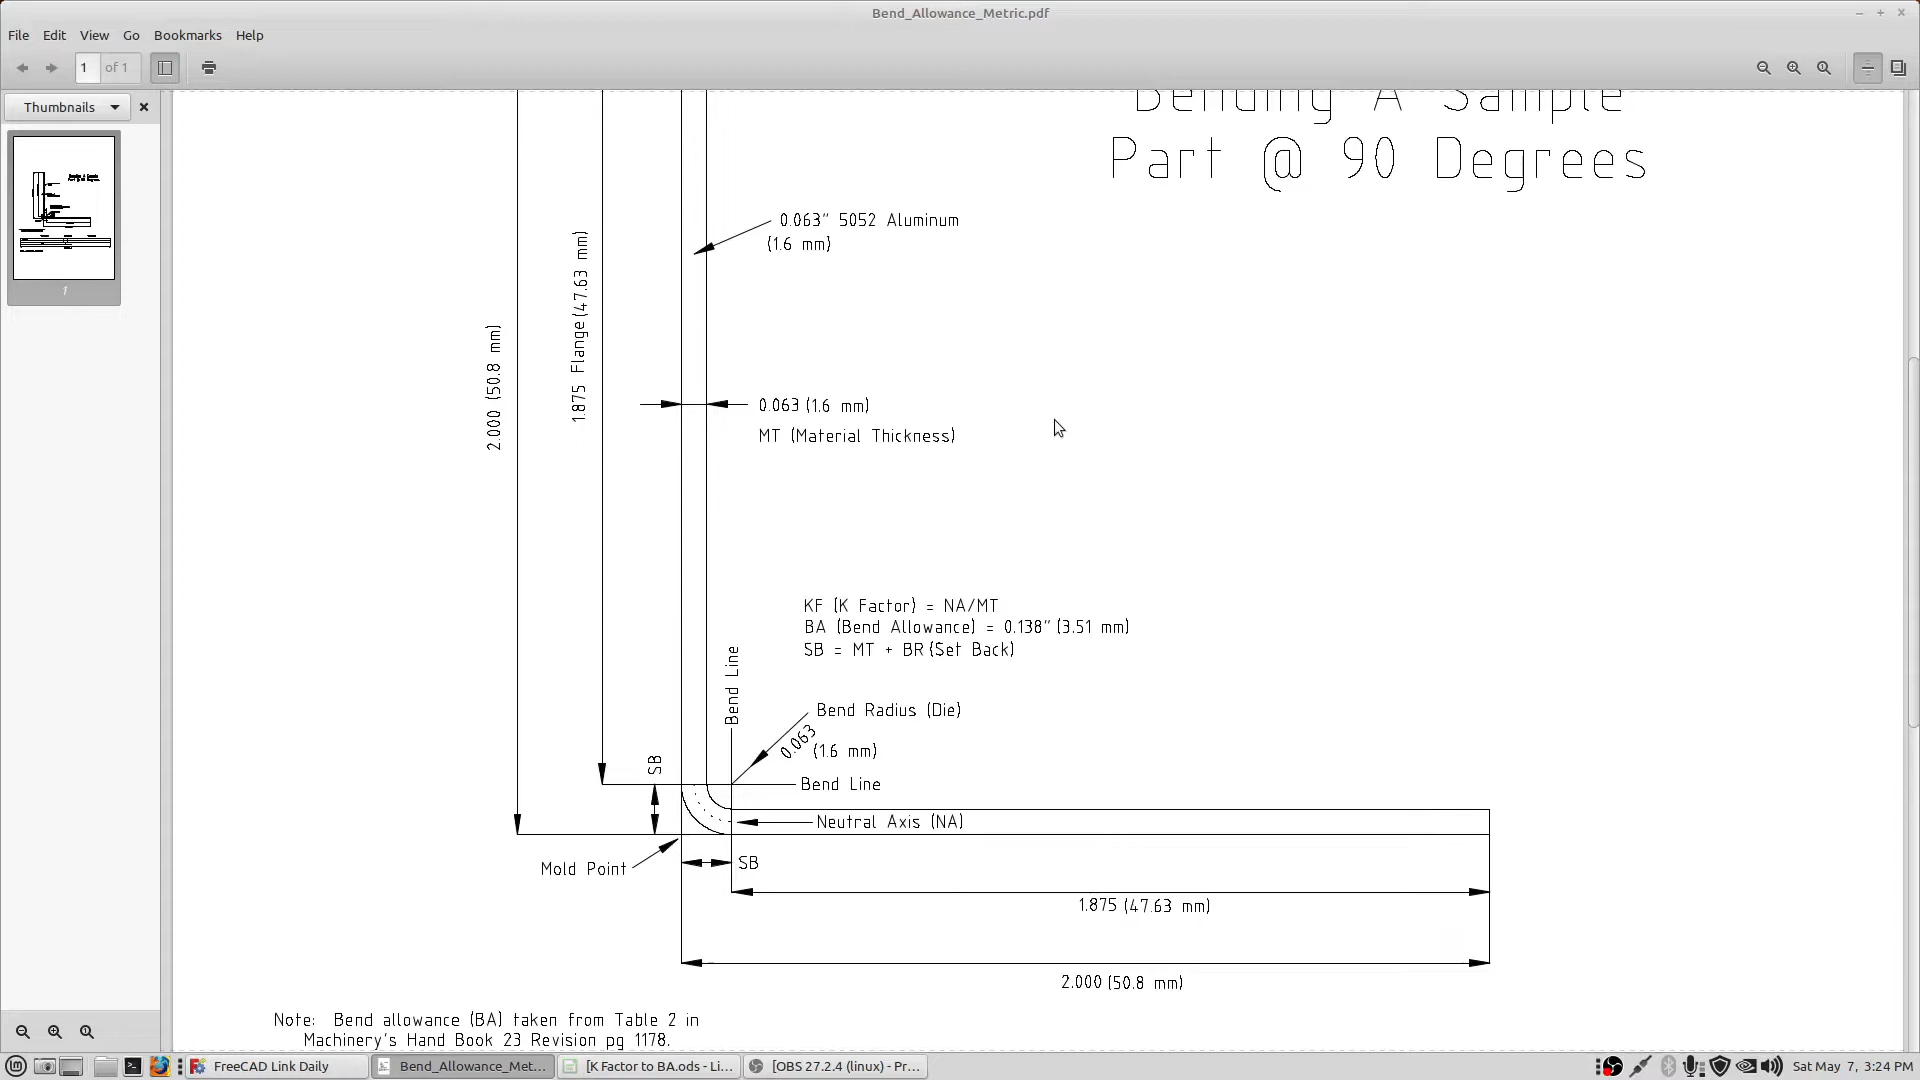 Bend_Allowance_Metric.pdf
File Edit View Go Bookmarks Help
1 of 1
Thumbnails
1
Bending A Sample
Part @ 90 Degrees
0.063" 5052 Aluminum
(1.6 mm)
2.000 (50.8 mm)
1.875 Flange (47.63 mm)
0.063 (1.6 mm)
MT (Material Thickness)
KF (K Factor) = NA/MT
BA (Bend Allowance) = 0.138" (3.51 mm)
SB = MT + BR (Set Back)
Bend Line
Bend Radius (Die)
0.063
(1.6 mm)
SB
Bend Line
Neutral Axis (NA)
Mold Point
SB
1.875 (47.63 mm)
2.000 (50.8 mm)
Note: Bend allowance (BA) taken from Table 2 in
Machinery's Hand Book 23 Revision pg 1178.
FreeCAD Link Daily
Bend_Allowance_Met...
[K Factor to BA.ods - Li...
[OBS 27.2.4 (linux) - Pr...
Sat May 7, 3:24 PM